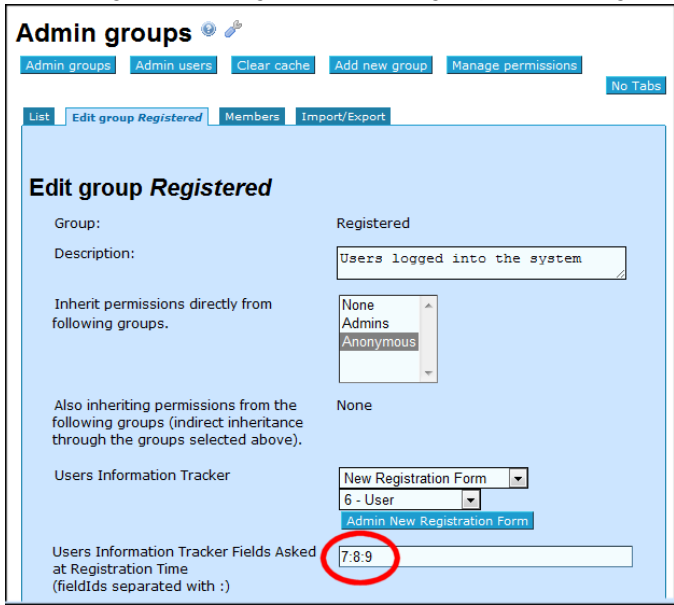 Admin groups
Admin groups Admin users Clear cache Add new group Manage permissions
No Tabs
List Edit group Registered Members Import/Export
Edit group Registered
Group: Registered
Description: Users logged into the system
Inherit permissions directly from
following groups.
None
Admins
Anonymous
Also inheriting permissions from the
following groups (indirect inheritance
through the groups selected above).
None
Users Information Tracker New Registration Form
6 - User
Admin New Registration Form
Users Information Tracker Fields Asked
at Registration Time
(fieldIds separated with :)
7:8:9